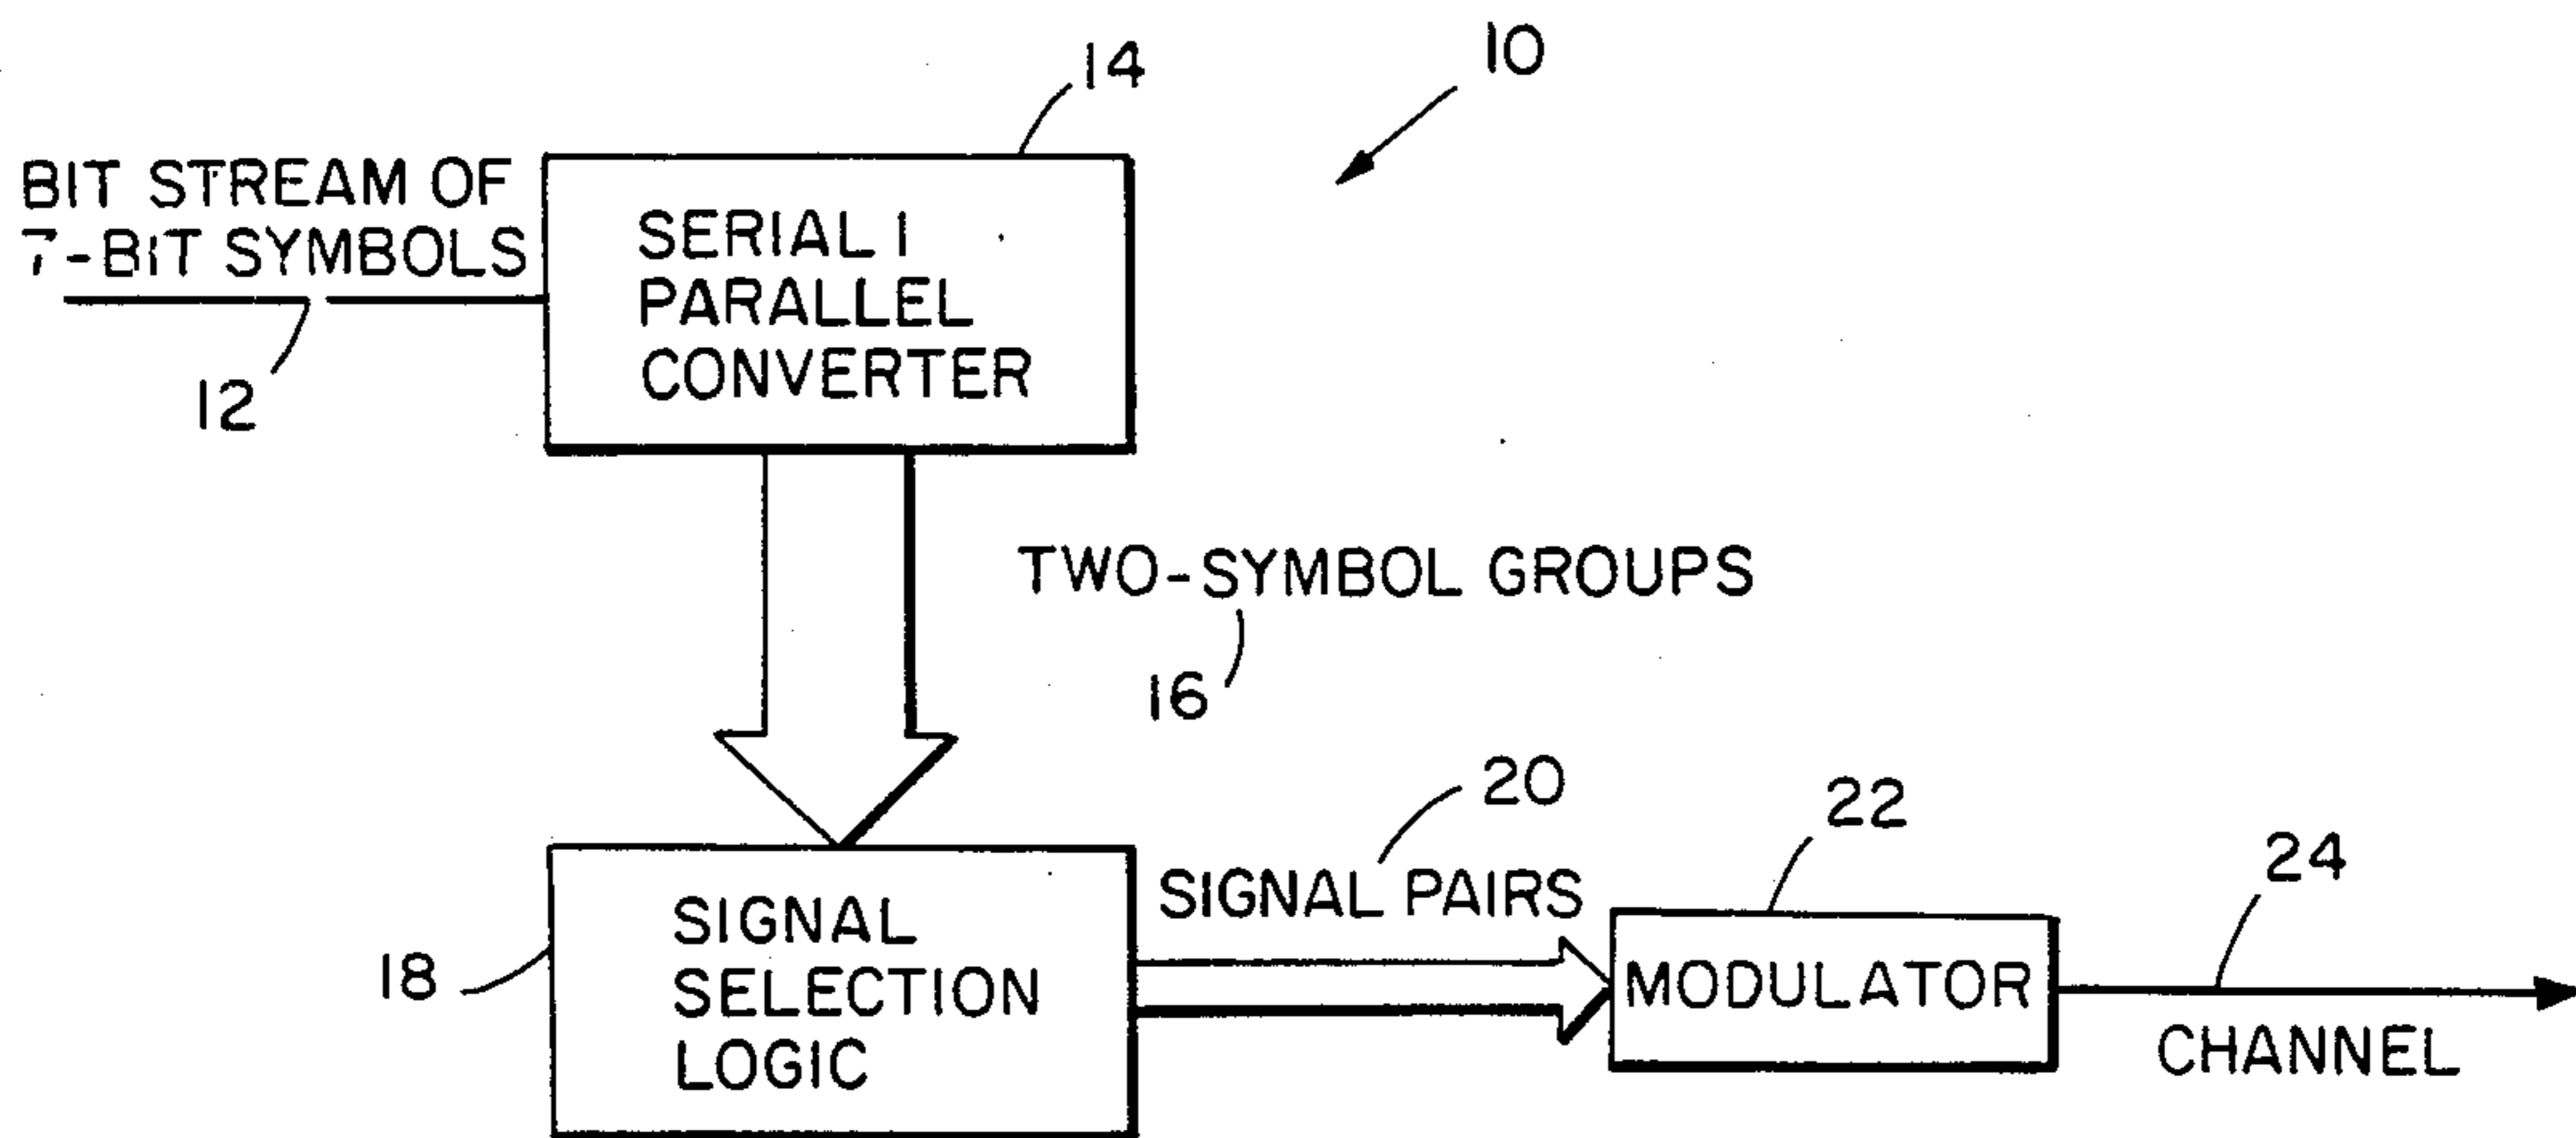 10
14
BIT STREAM OF
7-BIT SYMBOLS
12
SERIAL I
PARALLEL
CONVERTER
TWO-SYMBOL GROUPS
16
20
22
24
SIGNAL PAIRS
18
SIGNAL
SELECTION
LOGIC
MODULATOR
CHANNEL